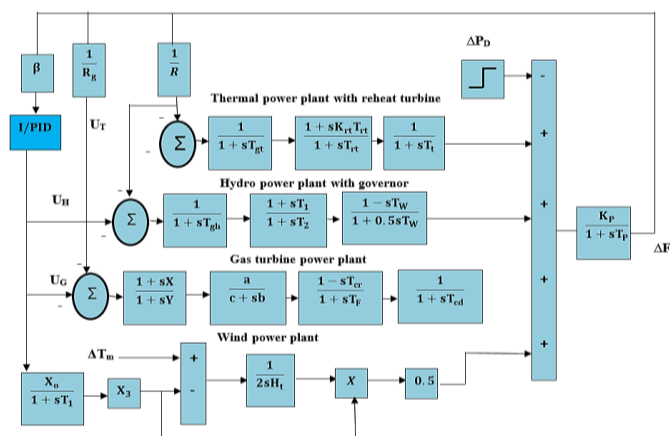 ΔP_D
β
1/R_g
1/R
-
I/PID
U_T
Thermal power plant with reheat turbine
-
-
Σ
1/(1 + sT_gt)
(1 + sK_rt T_rt)/(1 + sT_rt)
1/(1 + sT_t)
+
Hydro power plant with governor
U_H
-
-
Σ
1/(1 + sT_gh)
(1 + sT_1)/(1 + sT_2)
(1 − sT_W)/(1 + 0.5sT_W)
+
K_P/(1 + sT_P)
ΔF
Gas turbine power plant
U_G
-
-
Σ
(1 + sX)/(1 + sY)
a/(c + sb)
(1 − sT_cr)/(1 + sT_F)
1/(1 + sT_cd)
+
Wind power plant
ΔT_m
+
-
X_o/(1 + sT_1)
X_3
1/(2sH_t)
X
0.5
+